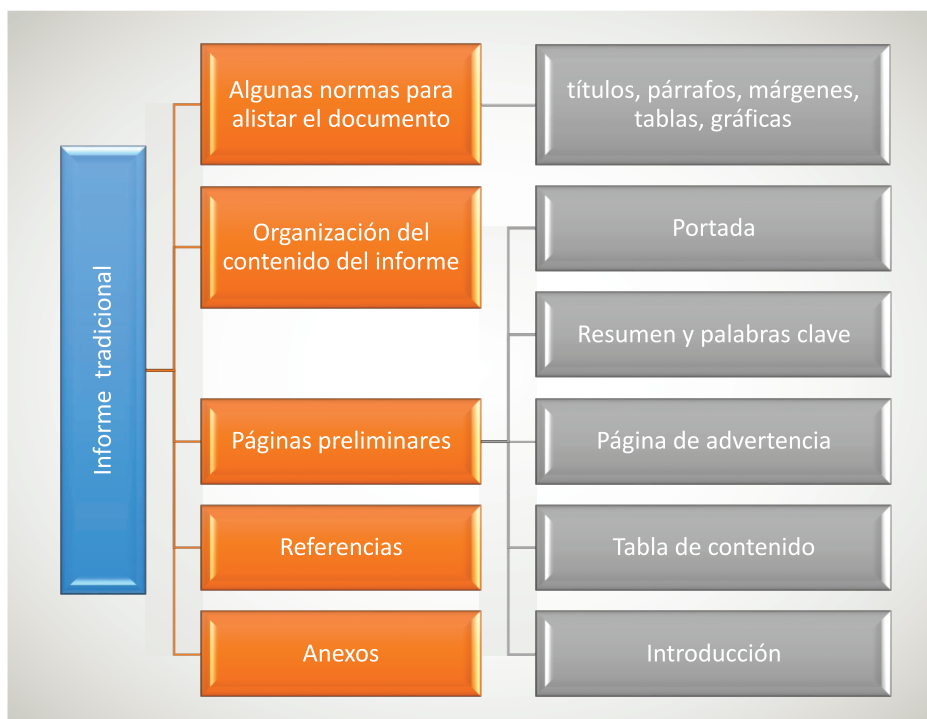 Informe tradicional
Algunas normas para
alistar el documento
títulos, párrafos, márgenes,
tablas, gráficas
Organización del
contenido del informe
Páginas preliminares
Portada
Resumen y palabras clave
Página de advertencia
Tabla de contenido
Introducción
Referencias
Anexos